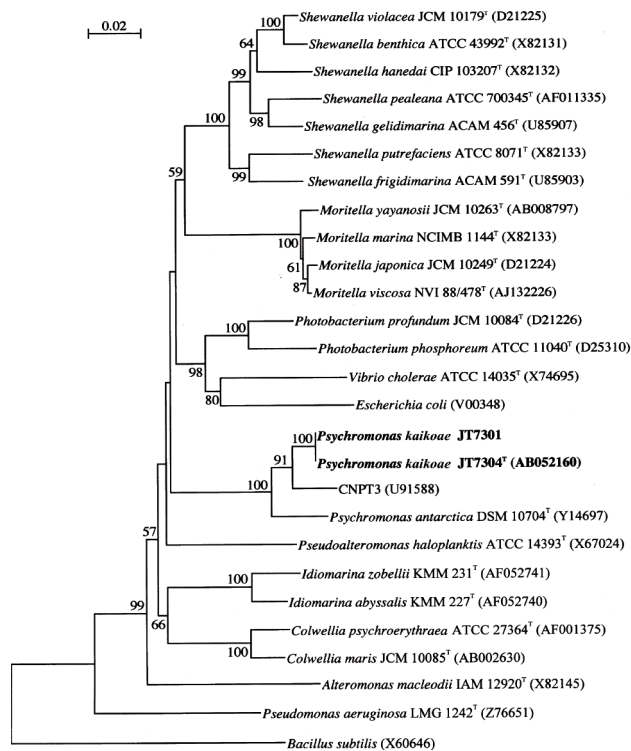 0.02
100
Shewanella violacea JCM 10179ᵀ (D21225)
64
Shewanella benthica ATCC 43992ᵀ (X82131)
Shewanella hanedai CIP 103207ᵀ (X82132)
99
Shewanella pealeana ATCC 700345ᵀ (AF011335)
98
100
Shewanella gelidimarina ACAM 456ᵀ (U85907)
Shewanella putrefaciens ATCC 8071ᵀ (X82133)
99
Shewanella frigidimarina ACAM 591ᵀ (U85903)
59
Moritella yayanosii JCM 10263ᵀ (AB008797)
100
Moritella marina NCIMB 1144ᵀ (X82133)
61
Moritella japonica JCM 10249ᵀ (D21224)
87
Moritella viscosa NVI 88/478ᵀ (AJ132226)
100
Photobacterium profundum JCM 10084ᵀ (D21226)
Photobacterium phosphoreum ATCC 11040ᵀ (D25310)
98
Vibrio cholerae ATCC 14035ᵀ (X74695)
80
Escherichia coli (V00348)
100
Psychromonas kaikoae JT7301
91
Psychromonas kaikoae JT7304ᵀ (AB052160)
100
CNPT3 (U91588)
Psychromonas antarctica DSM 10704ᵀ (Y14697)
57
Pseudoalteromonas haloplanktis ATCC 14393ᵀ (X67024)
100
Idiomarina zobellii KMM 231ᵀ (AF052741)
Idiomarina abyssalis KMM 227ᵀ (AF052740)
99
66
Colwellia psychroerythraea ATCC 27364ᵀ (AF001375)
100
Colwellia maris JCM 10085ᵀ (AB002630)
Alteromonas macleodii IAM 12920ᵀ (X82145)
Pseudomonas aeruginosa LMG 1242ᵀ (Z76651)
Bacillus subtilis (X60646)